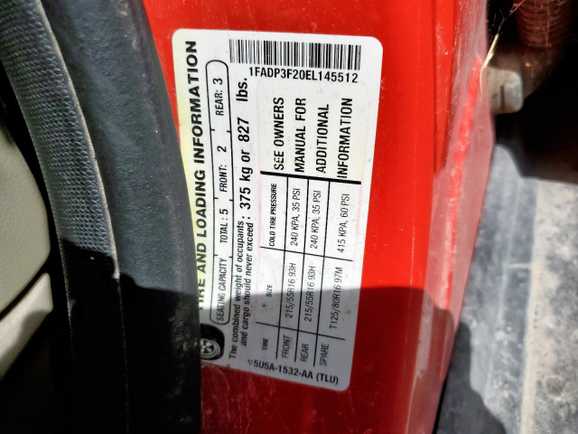 1FADP3F20EL145512
TIRE AND LOADING INFORMATION
SEATING CAPACITY TOTAL: 5 FRONT: 2 REAR: 3
The combined weight of occupants
and cargo should never exceed: 375 kg or 827 lbs.
TIRE SIZE COLD TIRE PRESSURE SEE OWNERS
FRONT 215/55R16 93H 240 KPA, 35 PSI MANUAL FOR
REAR 215/55R16 93H 240 KPA, 35 PSI ADDITIONAL
SPARE T125/80R16 97M 415 KPA, 60 PSI INFORMATION
5U5A-1532-AA (TLU)